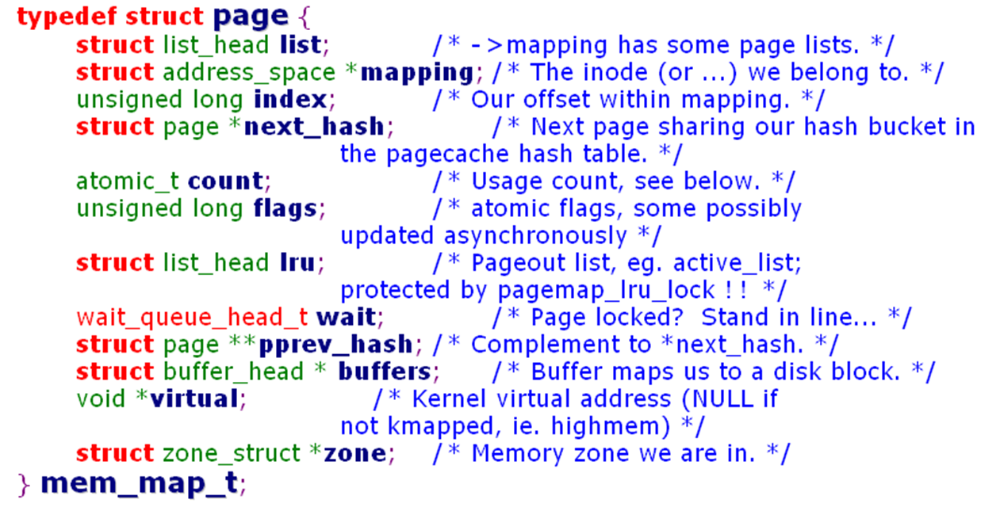 typedef struct page {
struct list_head list; /* ->mapping has some page lists. */
struct address_space *mapping; /* The inode (or ...) we belong to. */
unsigned long index; /* Our offset within mapping. */
struct page *next_hash; /* Next page sharing our hash bucket in
the pagecache hash table. */
atomic_t count; /* Usage count, see below. */
unsigned long flags; /* atomic flags, some possibly
updated asynchronously */
struct list_head lru; /* Pageout list, eg. active_list;
protected by pagemap_lru_lock !! */
wait_queue_head_t wait; /* Page locked? Stand in line... */
struct page **pprev_hash; /* Complement to *next_hash. */
struct buffer_head * buffers; /* Buffer maps us to a disk block. */
void *virtual; /* Kernel virtual address (NULL if
not kmapped, ie. highmem) */
struct zone_struct *zone; /* Memory zone we are in. */
} mem_map_t;